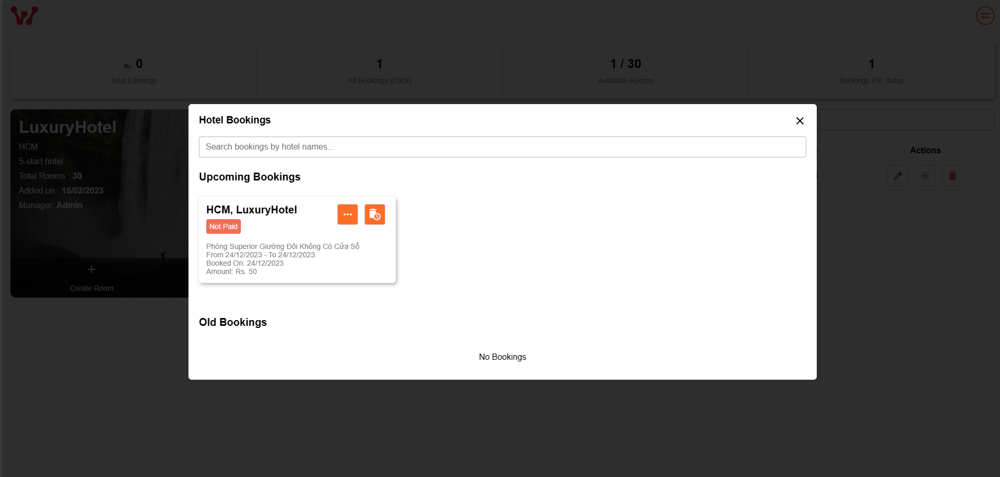 Rs. 0
Total Earnings
1
All Bookings (Click)
1 / 30
Available Rooms
1
Bookings For Today
LuxuryHotel
HCM
5-start hotel
Total Rooms : 30
Added on : 15/02/2023
Manager: Admin
Create Room
Hotel Bookings
Search bookings by hotel names...
Upcoming Bookings
HCM, LuxuryHotel
Not Paid
Phòng Superior Giường Đôi Không Có Cửa Sổ
From 24/12/2023 - To 24/12/2023
Booked On: 24/12/2023
Amount: Rs. 50
Old Bookings
No Bookings
Actions